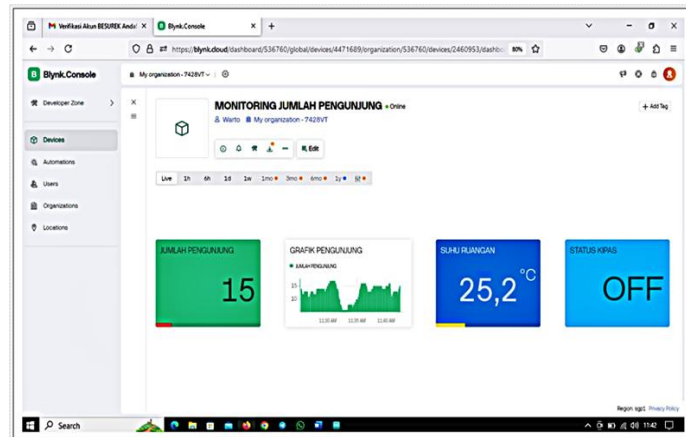 Verifikasi Akun BESUREK Anda!
Blynk.Console
https://blynk.cloud/dashboard/536760/global/devices/4471689/organization/536760/devices/2460953/dashbo
80%
Blynk.Console
My organization - 7428VT
Developer Zone
MONITORING JUMLAH PENGUNJUNG Online
+ Add Tag
Warto My organization - 7428VT
Devices
Edit
Automations
Live 1h 6h 1d 1w 1mo 3mo 6mo 1y
Users
Organizations
Locations
JUMLAH PENGUNJUNG
15
GRAFIK PENGUNJUNG
JUMLAH PENGUNJUNG
15
10
11:30 AM 11:35 AM 11:40 AM
SUHU RUANGAN
25,2 °C
STATUS KIPAS
OFF
Region: sgp1 Privacy Policy
Search
11:42